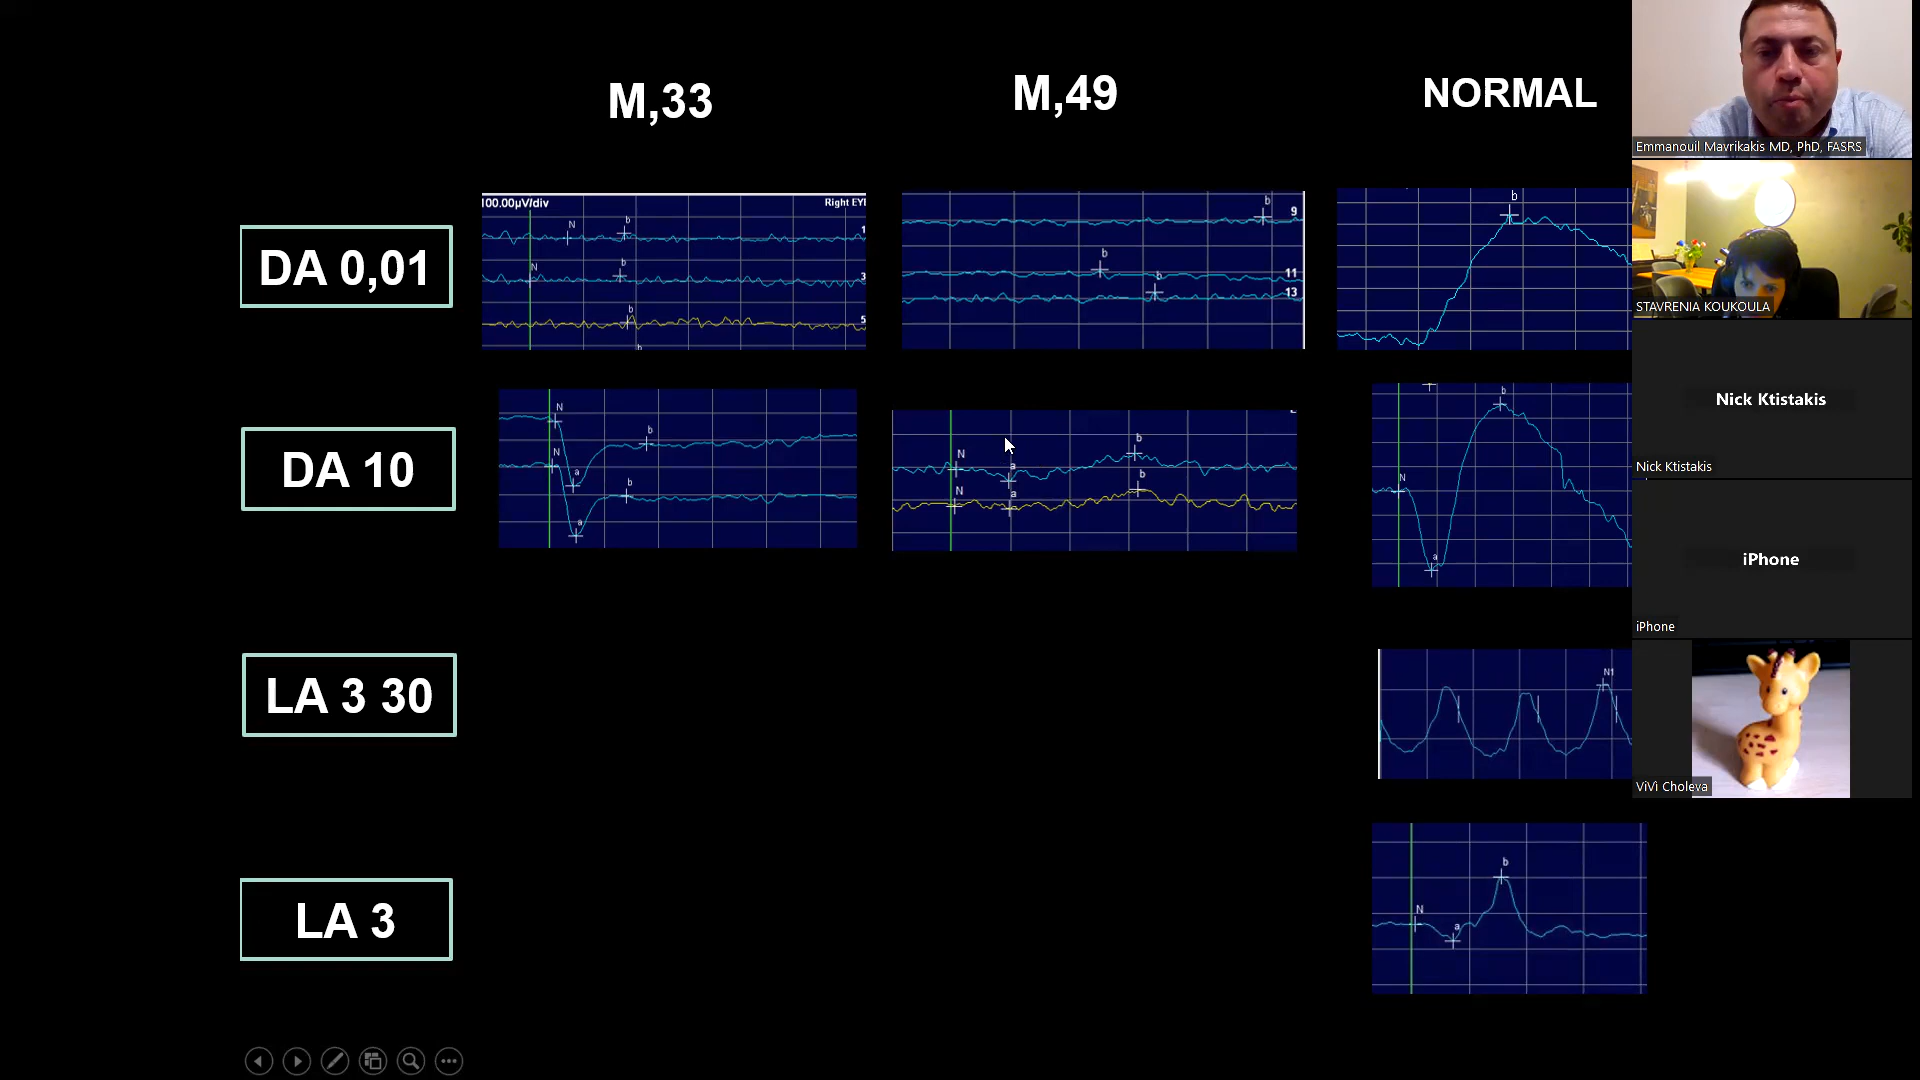 M,33
M,49
NORMAL
DA 0,01
100.00µV/div
Right EYE
N
b
1
N
b
3
b
5
b
b
9
b
11
b
13
b
DA 10
N
b
a
N
b
a
N
a
b
N
a
b
N
a
b
LA 3 30
N1
LA 3
N
a
b
Emmanouil Mavrikakis MD, PhD, FASRS
STAVRENIA KOUKOULA
Nick Ktistakis
Nick Ktistakis
iPhone
iPhone
ViVi Choleva